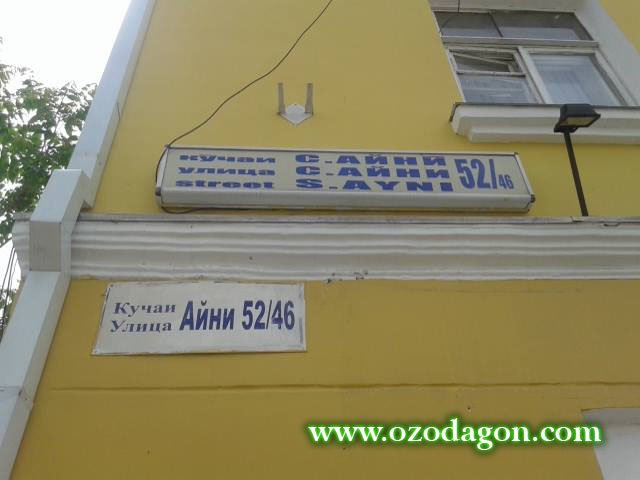 кучаи С.АЙНИ 52/46
улица С.АЙНИ
street S.AYNI
Кучаи Айни 52/46
Улица
www.ozodagon.com